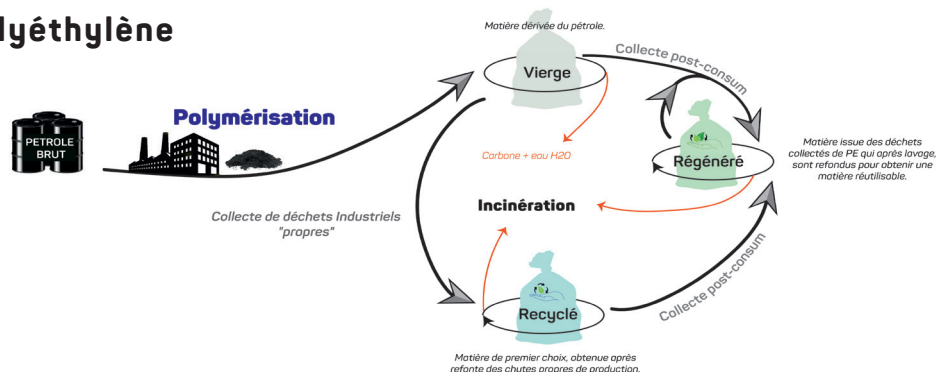 lyéthylène
Matière dérivée du pétrole.
Vierge
Collecte post-consum
Polymérisation
PETROLE
BRUT
Carbone + eau H2O
Régénéré
Matière issue des déchets
collectés de PE qui après lavage,
sont refondus pour obtenir une
matière réutilisable.
Collecte de déchets Industriels
"propres"
Incinération
Collecte post-consum
Recyclé
Matière de premier choix, obtenue après
refonte des chutes propres de production.